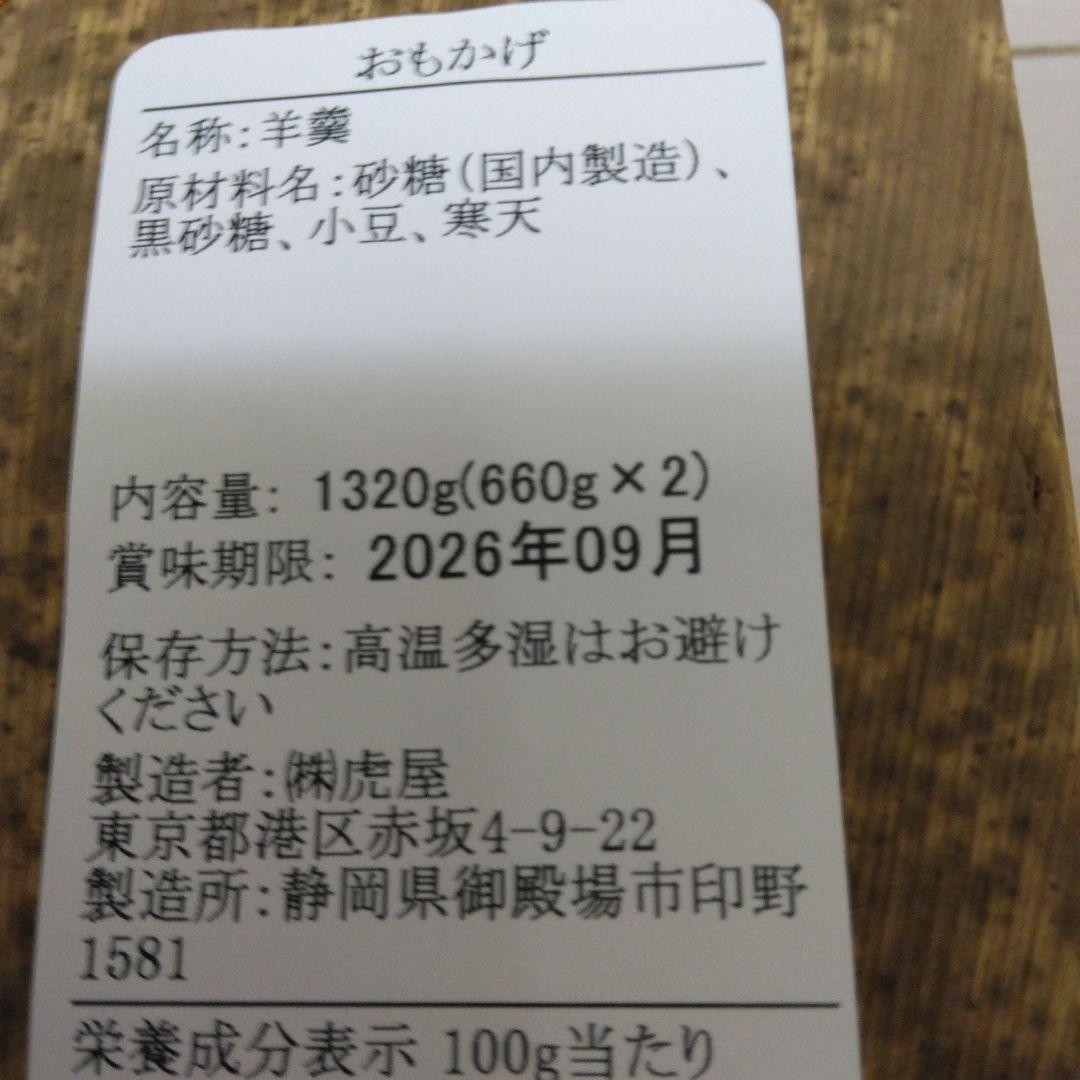 おもかげ
名称:羊羹
原材料名:砂糖(国内製造)、
黒砂糖、小豆、寒天
内容量: 1320g(660g×2)
賞味期限: 2026年09月
保存方法:高温多湿はお避け
ください
製造者:㈱虎屋
東京都港区赤坂4-9-22
製造所:静岡県御殿場市印野
1581
栄養成分表示 100g当たり